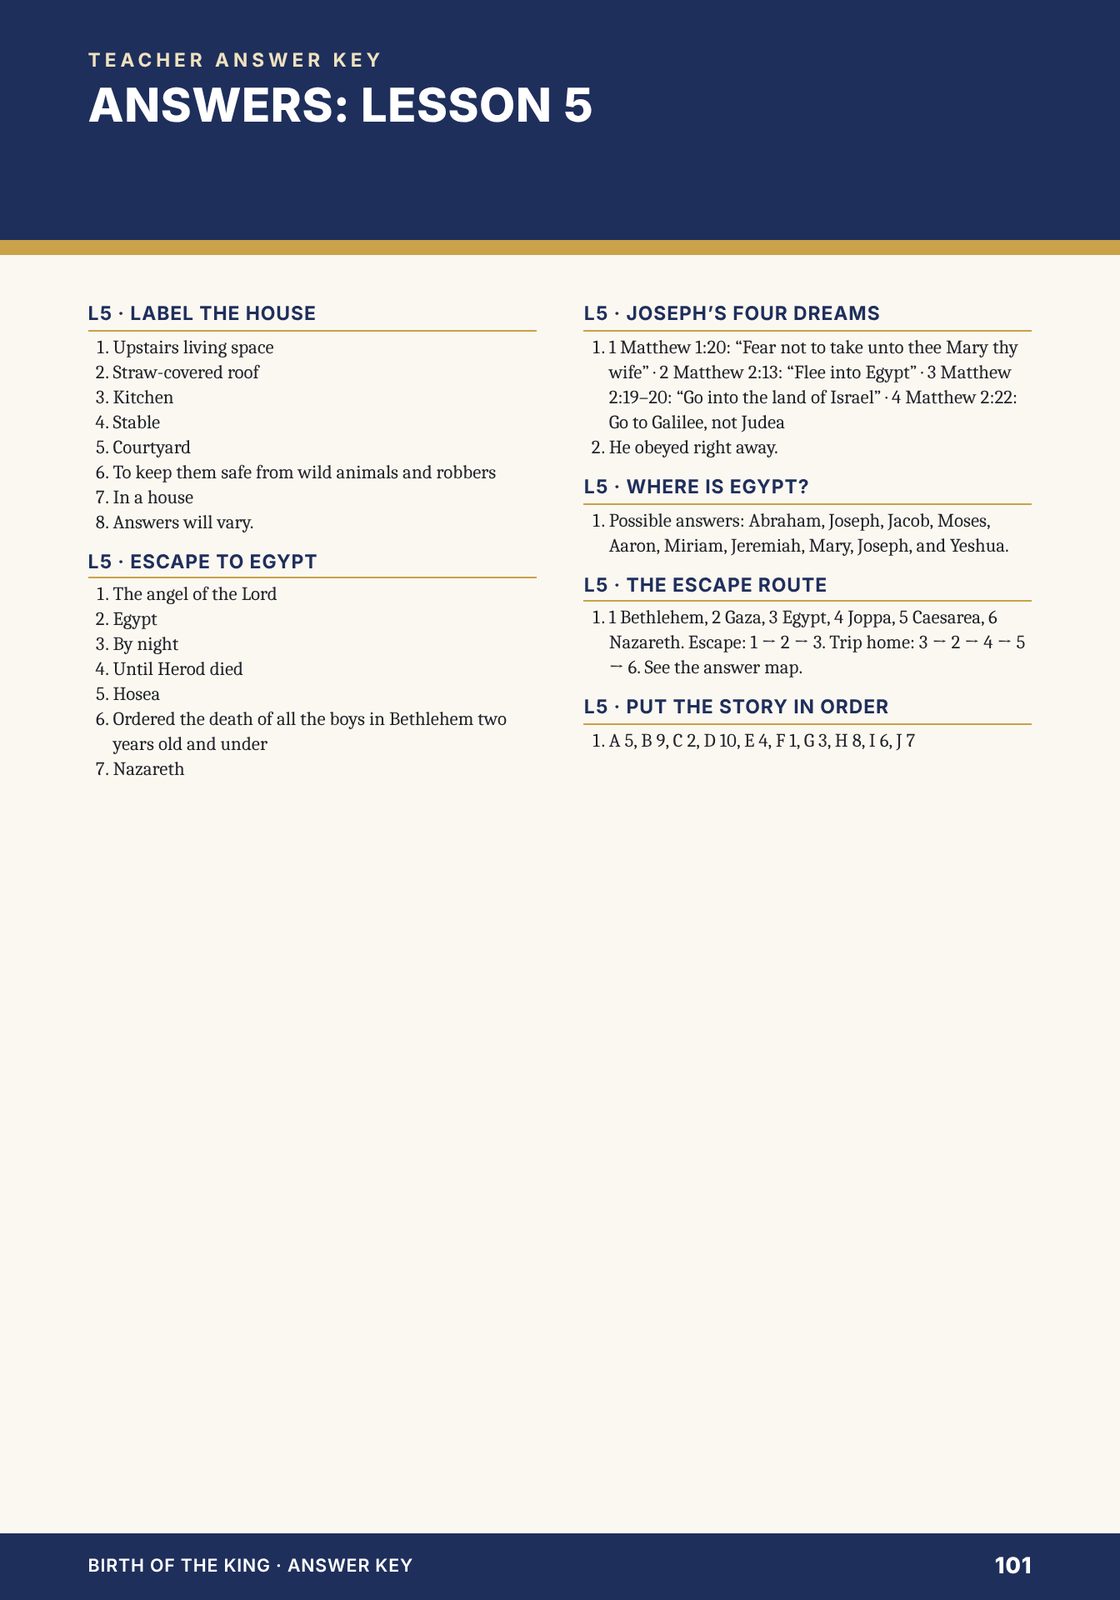 TEACHER ANSWER KEY
ANSWERS: LESSON 5
L5 · LABEL THE HOUSE
1. Upstairs living space
2. Straw-covered roof
3. Kitchen
4. Stable
5. Courtyard
6. To keep them safe from wild animals and robbers
7. In a house
8. Answers will vary.
L5 · ESCAPE TO EGYPT
1. The angel of the Lord
2. Egypt
3. By night
4. Until Herod died
5. Hosea
6. Ordered the death of all the boys in Bethlehem two
years old and under
7. Nazareth
L5 · JOSEPH’S FOUR DREAMS
1. 1 Matthew 1:20: “Fear not to take unto thee Mary thy
wife” · 2 Matthew 2:13: “Flee into Egypt” · 3 Matthew
2:19–20: “Go into the land of Israel” · 4 Matthew 2:22:
Go to Galilee, not Judea
2. He obeyed right away.
L5 · WHERE IS EGYPT?
1. Possible answers: Abraham, Joseph, Jacob, Moses,
Aaron, Miriam, Jeremiah, Mary, Joseph, and Yeshua.
L5 · THE ESCAPE ROUTE
1. 1 Bethlehem, 2 Gaza, 3 Egypt, 4 Joppa, 5 Caesarea, 6
Nazareth. Escape: 1 → 2 → 3. Trip home: 3 → 2 → 4 → 5
→ 6. See the answer map.
L5 · PUT THE STORY IN ORDER
1. A 5, B 9, C 2, D 10, E 4, F 1, G 3, H 8, I 6, J 7
BIRTH OF THE KING · ANSWER KEY
101